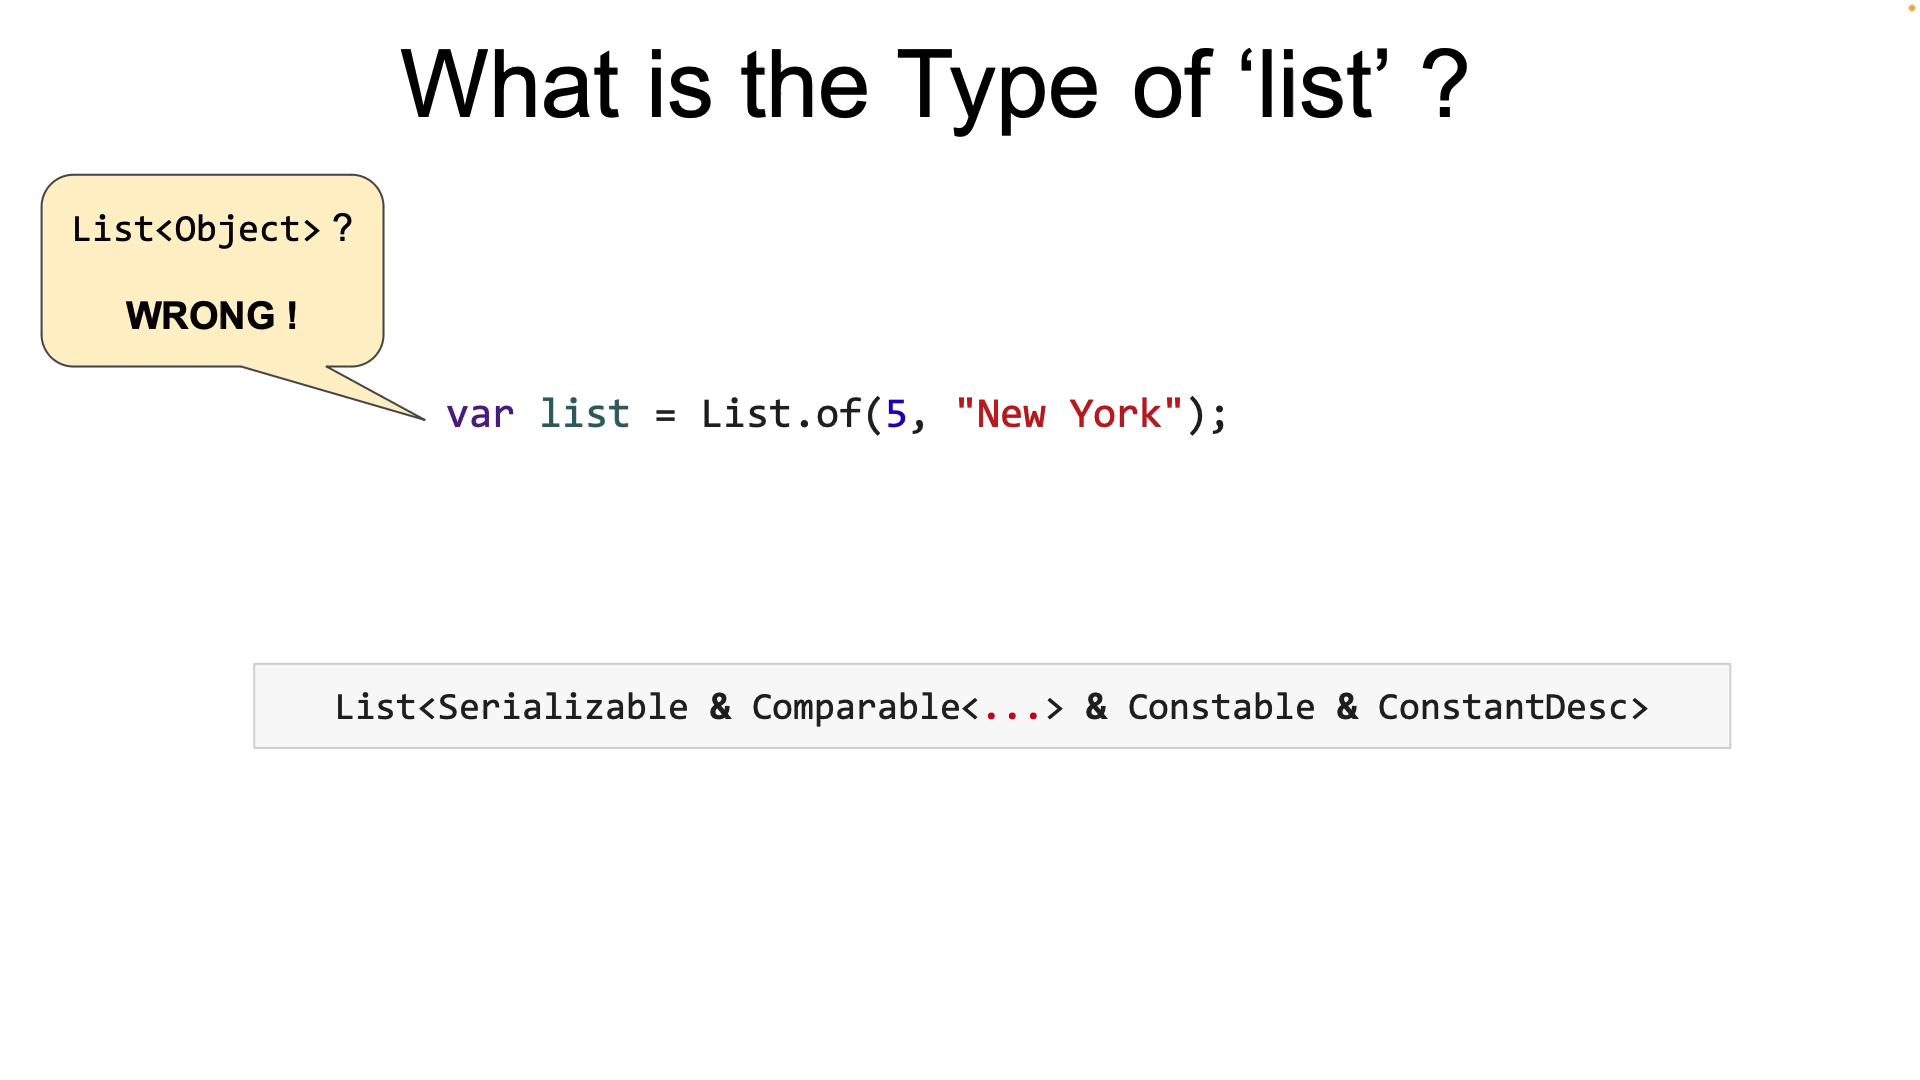 What is the Type of ‘list’ ?
List<Object> ?
WRONG !
var list = List.of(5, "New York");
List<Serializable & Comparable<...> & Constable & ConstantDesc>